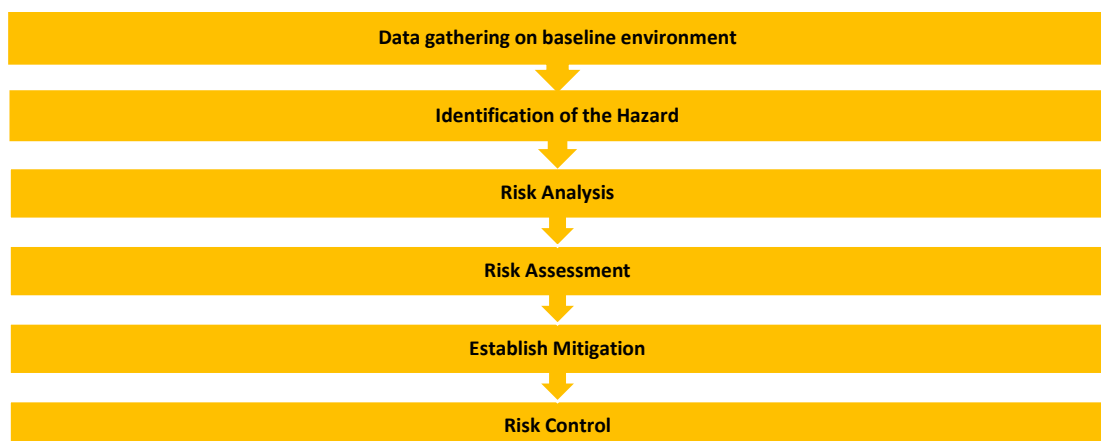 Data gathering on baseline environment
Identification of the Hazard
Risk Analysis
Risk Assessment
Establish Mitigation
Risk Control